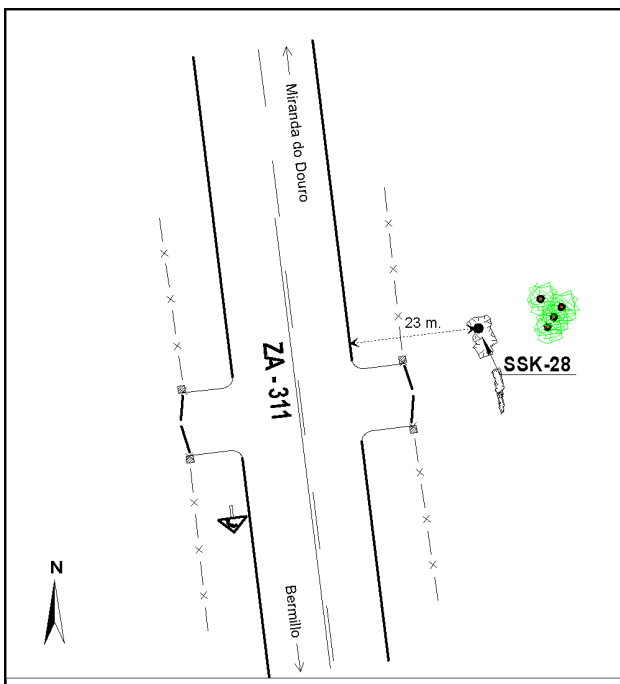 Miranda do Douro
23 m.
ZA - 311
SSK-28
N
Bermillo